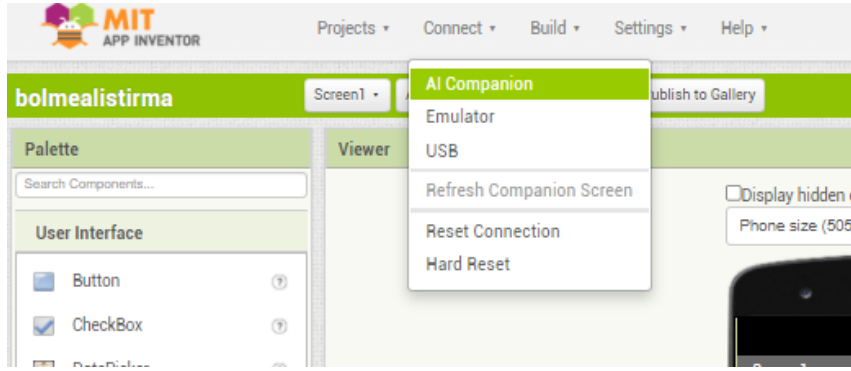 MIT
APP INVENTOR
Projects
Connect
Build
Settings
Help
bolmealistirma
Screen1
Publish to Gallery
AI Companion
Emulator
USB
Refresh Companion Screen
Reset Connection
Hard Reset
Palette
Search Components...
User Interface
Button
CheckBox
Viewer
Display hidden
Phone size (505